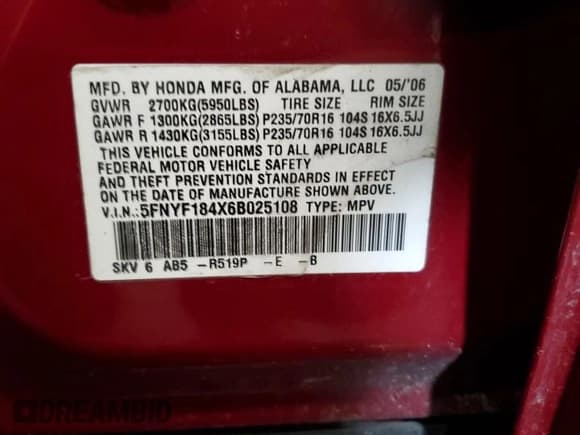 MFD. BY HONDA MFG. OF ALABAMA, LLC 05/'06
GVWR 2700KG(5950LBS) TIRE SIZE RIM SIZE
GAWR F 1300KG(2865LBS) P235/70R16 104S 16X6.5JJ
GAWR R 1430KG(3155LBS) P235/70R16 104S 16X6.5JJ
THIS VEHICLE CONFORMS TO ALL APPLICABLE
FEDERAL MOTOR VEHICLE SAFETY
AND THEFT PREVENTION STANDARDS IN EFFECT
ON THE DATE OF MANUFACTURE SHOWN ABOVE.
V.I.N.:5FNYF184X6B025108 TYPE: MPV
SKV 6 AB5 -R519P -E -B
DREAMBID